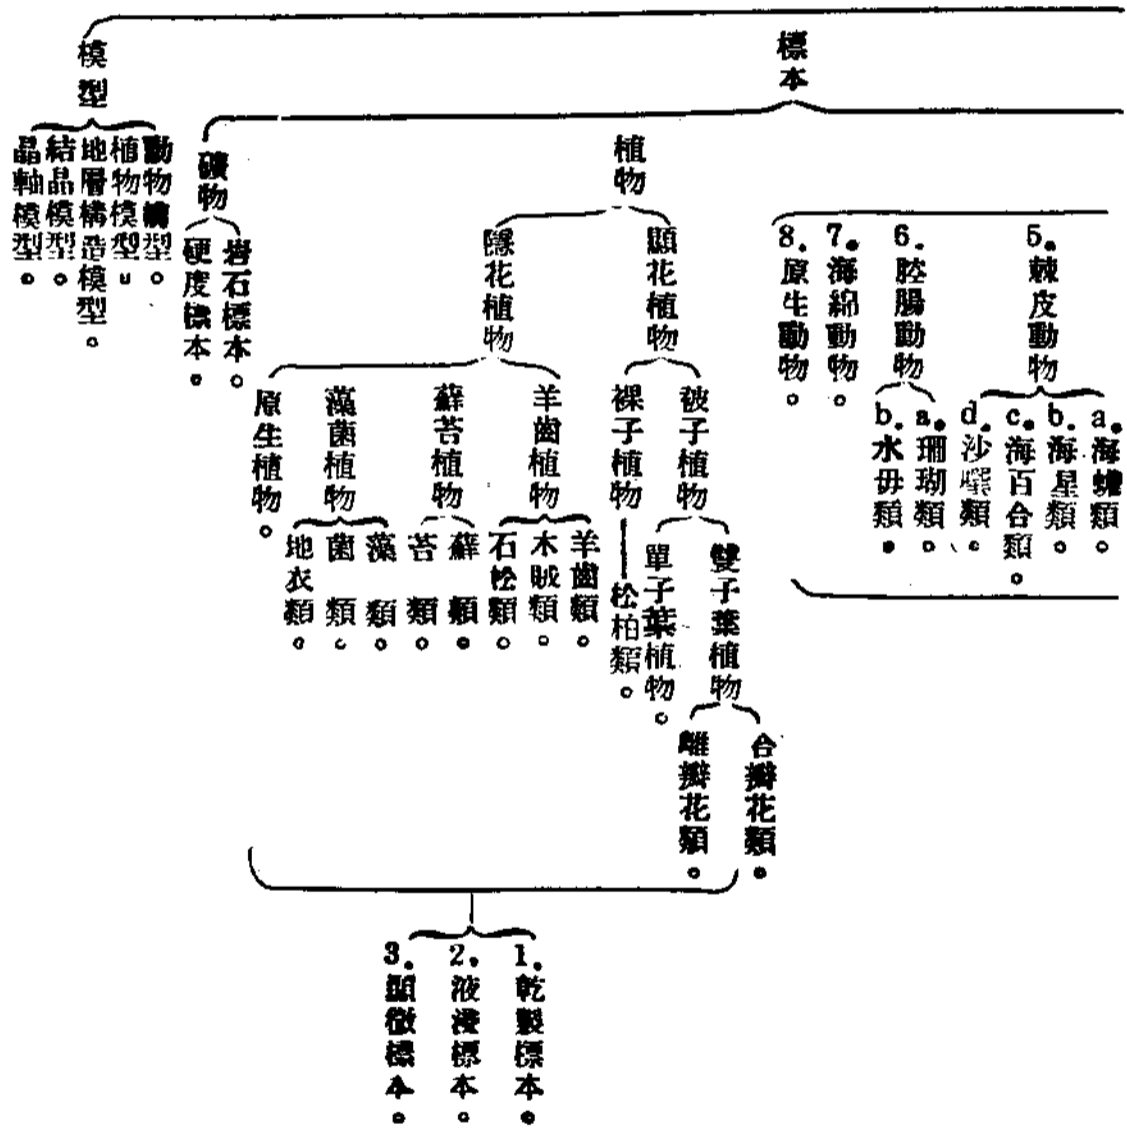 標本
5.棘皮動物
a.
b.海星類。
c.海百合類。
d.沙噀類。
6.腔腸動物
a.珊瑚類。
b.水母類。
7.海綿動物。
8.原生動物。
植物
顯花植物
被子植物
雙子葉植物
合瓣花類。
離瓣花類。
單子葉植物。
裸子植物
松柏類。
隱花植物
羊齒植物
羊齒類。
木賊類。
石松類。
蘚苔植物
蘚類。
苔類。
藻菌植物
藻類。
菌類。
地衣類。
原生植物。
1.乾製標本。
2.液浸標本。
3.顯微標本。
礦物
岩石標本。
硬度標本。
模型
動物模型。
植物模型。
地層構造模型。
結晶模型。
晶軸模型。